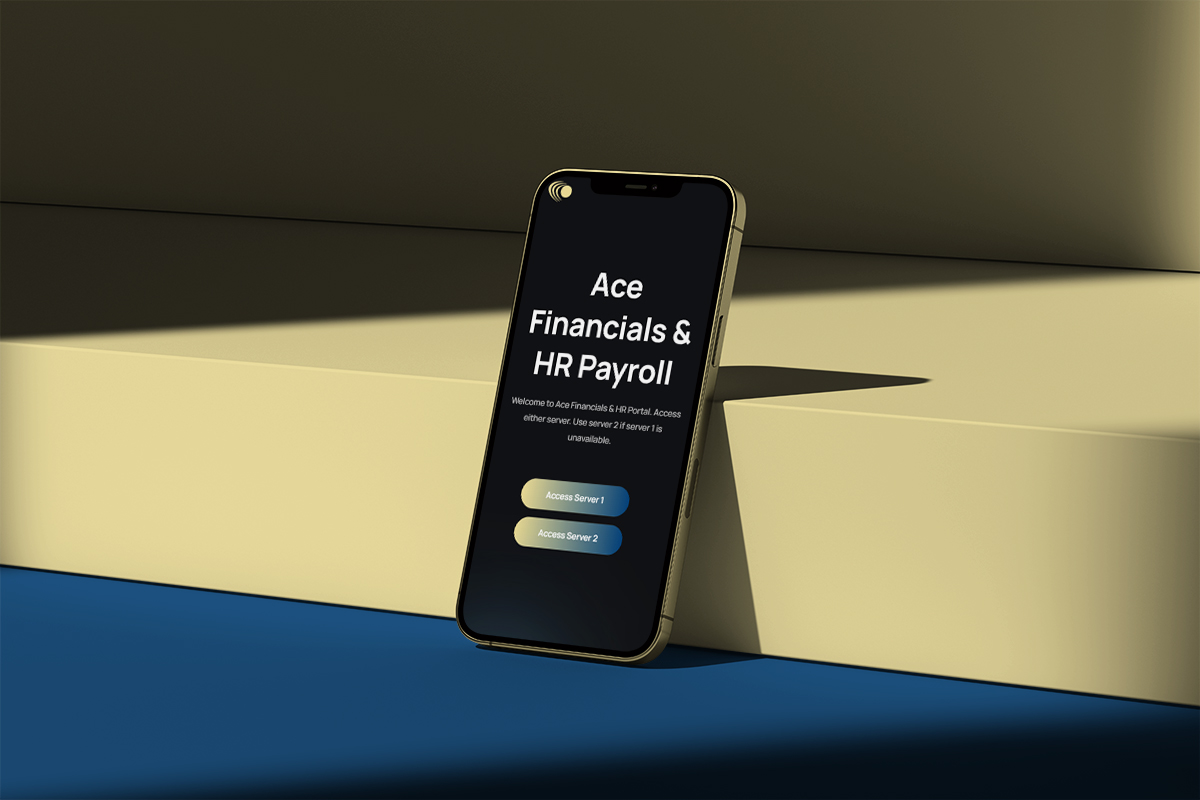 Ace
Financials &
HR Payroll
Welcome to Ace Financials & HR Portal. Access
either server. Use server 2 if server 1 is
unavailable.
Access Server 1
Access Server 2